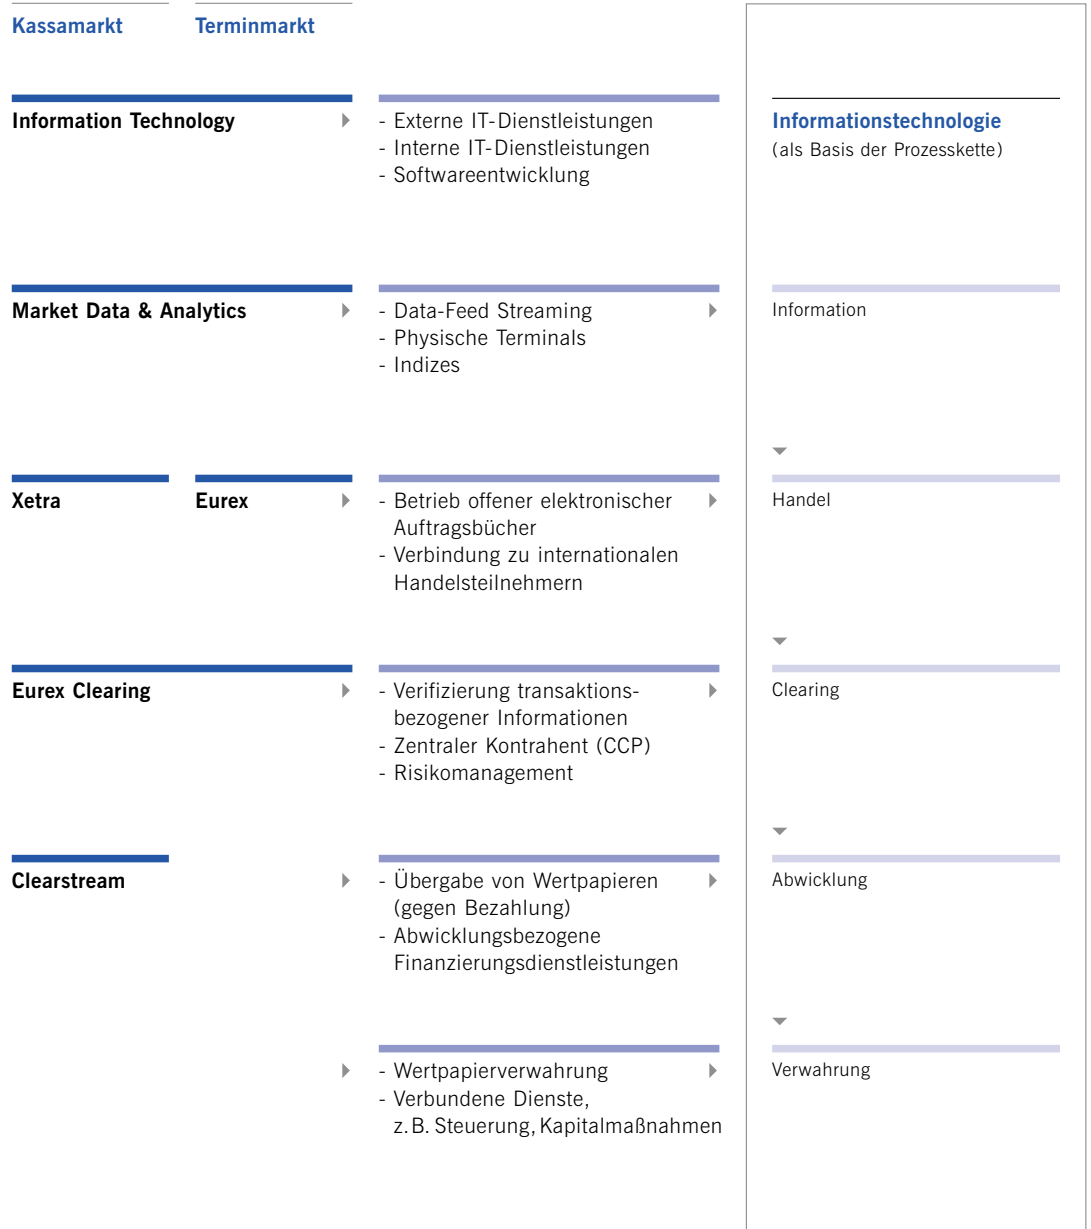 Kassamarkt Terminmarkt
Information Technology
- Externe IT-Dienstleistungen
- Interne IT-Dienstleistungen
- Softwareentwicklung
Informationstechnologie
(als Basis der Prozesskette)
Market Data & Analytics
- Data-Feed Streaming
- Physische Terminals
- Indizes
Information
Xetra Eurex
- Betrieb offener elektronischer
Auftragsbücher
- Verbindung zu internationalen
Handelsteilnehmern
Handel
Eurex Clearing
- Verifizierung transaktions-
bezogener Informationen
- Zentraler Kontrahent (CCP)
- Risikomanagement
Clearing
Clearstream
- Übergabe von Wertpapieren
(gegen Bezahlung)
- Abwicklungsbezogene
Finanzierungsdienstleistungen
Abwicklung
- Wertpapierverwahrung
- Verbundene Dienste,
z.B. Steuerung, Kapitalmaßnahmen
Verwahrung